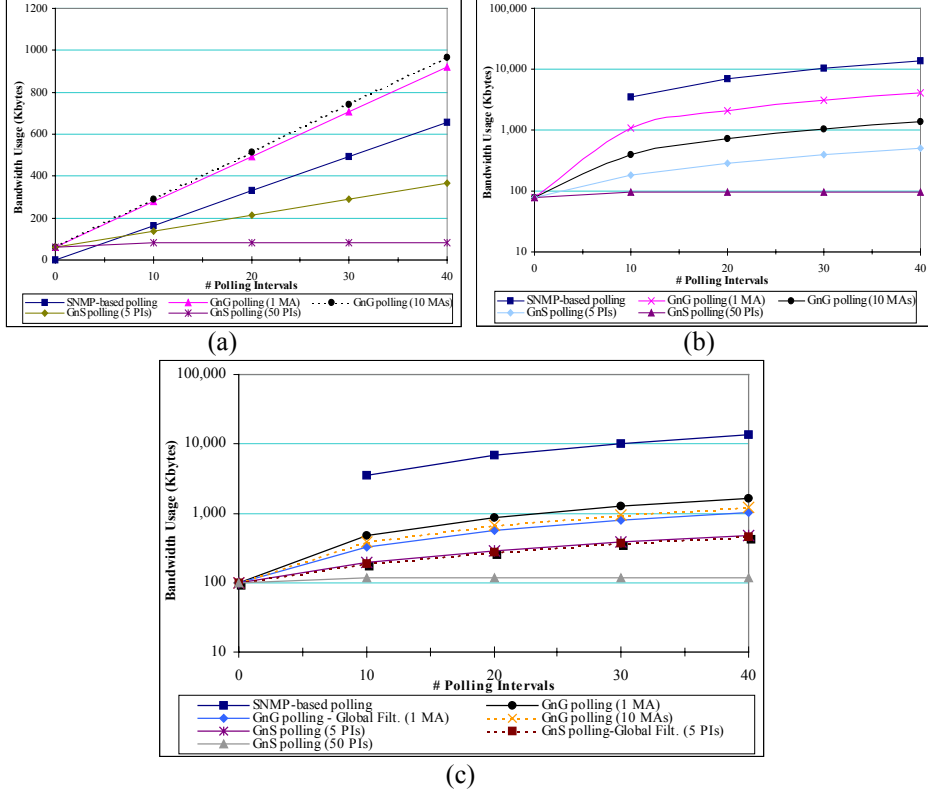 1200
1000
800
600
400
200
0
Bandwidth Usage (Kbytes)
0 10 20 30 40
# Polling Intervals
SNMP-based polling GnG polling (1 MA) GnG polling (10 MAs)
GnS polling (5 PIs) GnS polling (50 PIs)
(a)
100,000
10,000
1,000
100
10
Bandwidth Usage (Kbytes)
0 10 20 30 40
# Polling Intervals
SNMP-based polling GnG polling (1 MA) GnG polling (10 MAs)
GnS polling (5 PIs) GnS polling (50 PIs)
(b)
100,000
10,000
1,000
100
10
Bandwidth Usage (Kbytes)
0 10 20 30 40
# Polling Intervals
SNMP-based polling GnG polling (1 MA)
GnG polling - Global Filt. (1 MA) GnG polling (10 MAs)
GnS polling (5 PIs) GnS polling-Global Filt. (5 PIs)
GnS polling (50 PIs)
(c)